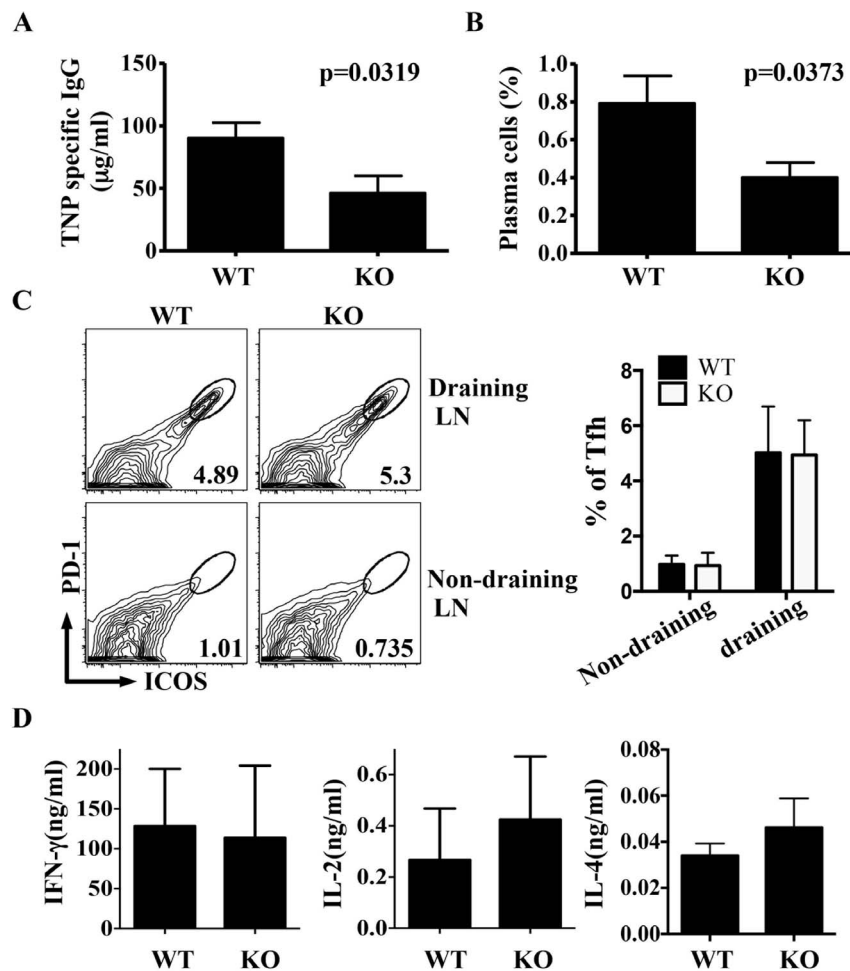 A
TNP specific IgG
(μg/ml)
150
100
50
0
p=0.0319
WT
KO
B
Plasma cells (%)
1.0
0.8
0.6
0.4
0.2
0.0
p=0.0373
WT
KO
C
WT
KO
4.89
5.3
Draining
LN
1.01
0.735
Non-draining
LN
PD-1
ICOS
% of Tfh
8
6
4
2
0
WT
KO
Non-draining
draining
D
IFN-γ(ng/ml)
200
150
100
50
0
WT
KO
IL-2(ng/ml)
0.6
0.4
0.2
0.0
WT
KO
IL-4(ng/ml)
0.08
0.06
0.04
0.02
0.00
WT
KO